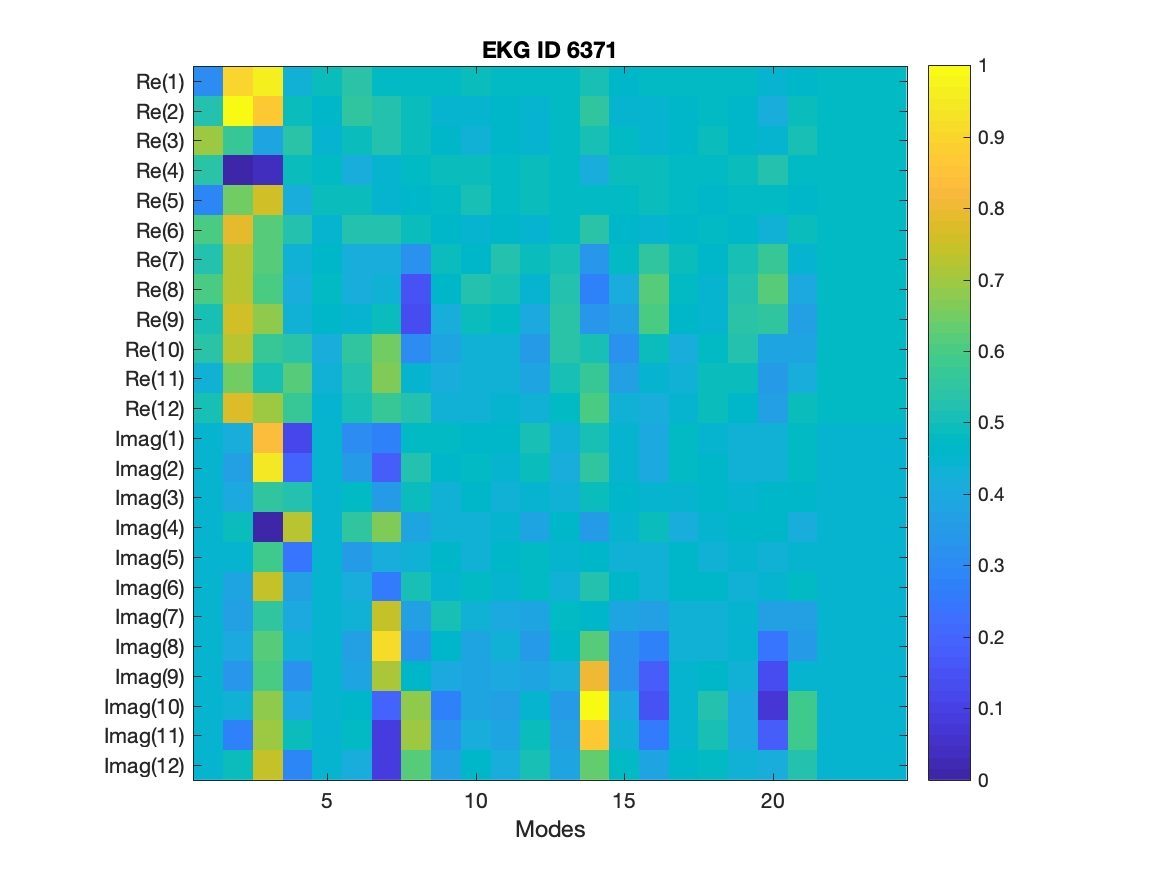 EKG ID 6371
Re(1)
Re(2)
Re(3)
Re(4)
Re(5)
Re(6)
Re(7)
Re(8)
Re(9)
Re(10)
Re(11)
Re(12)
Imag(1)
Imag(2)
Imag(3)
Imag(4)
Imag(5)
Imag(6)
Imag(7)
Imag(8)
Imag(9)
Imag(10)
Imag(11)
Imag(12)
5 10 15 20
Modes
1
0.9
0.8
0.7
0.6
0.5
0.4
0.3
0.2
0.1
0